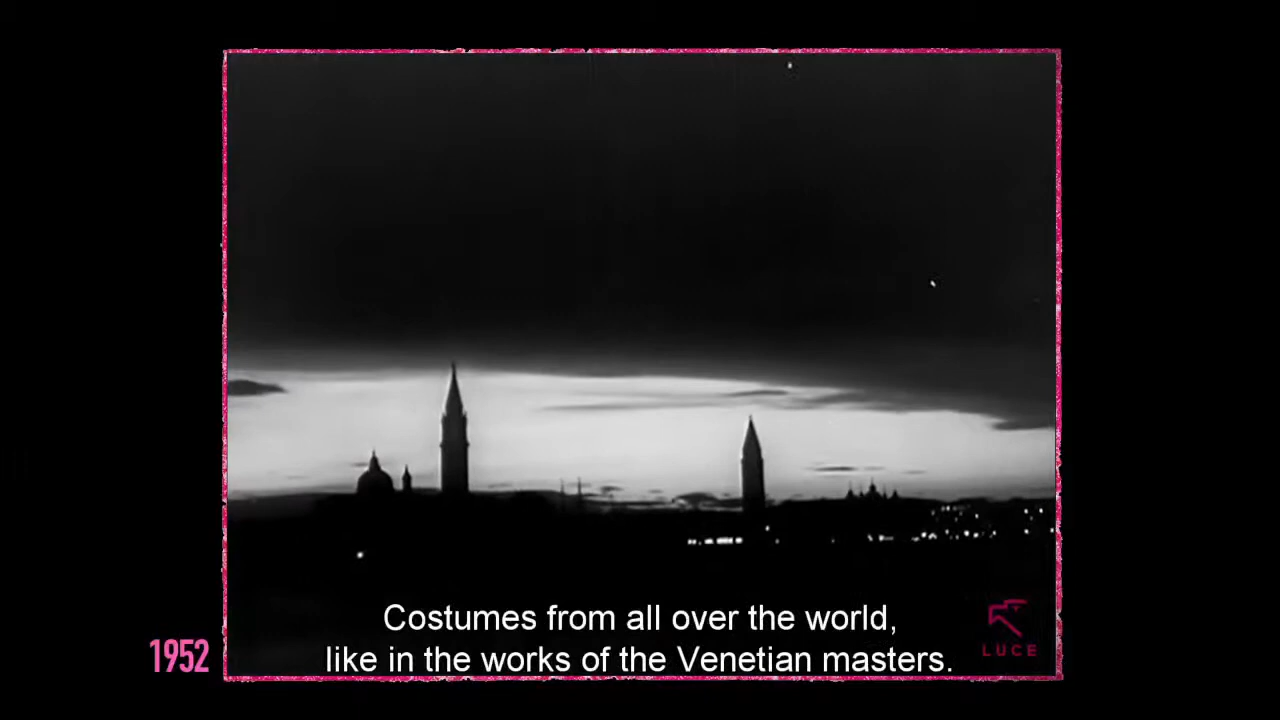 Costumes from all over the world,
like in the works of the Venetian masters.
1952
LUCE